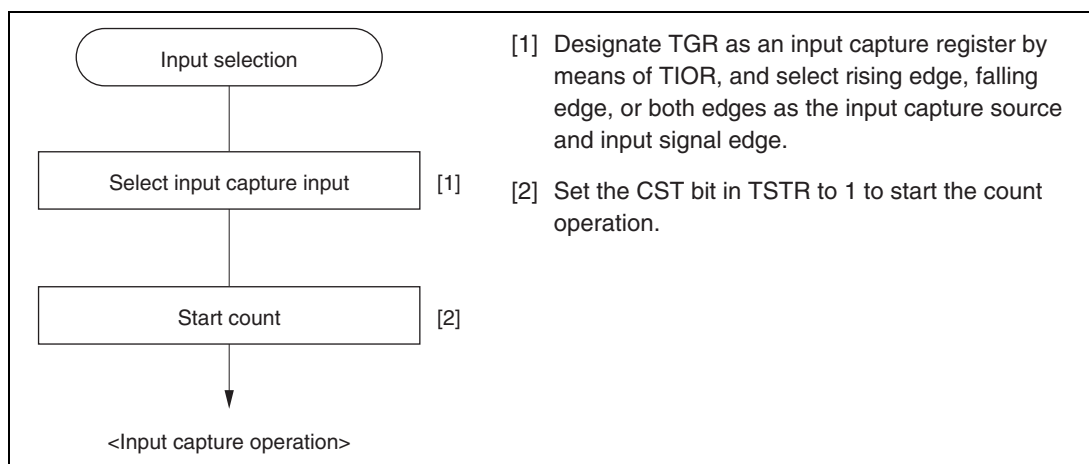 Input selection
Select input capture input [1]
Start count [2]
<Input capture operation>
[1] Designate TGR as an input capture register by
means of TIOR, and select rising edge, falling
edge, or both edges as the input capture source
and input signal edge.
[2] Set the CST bit in TSTR to 1 to start the count
operation.